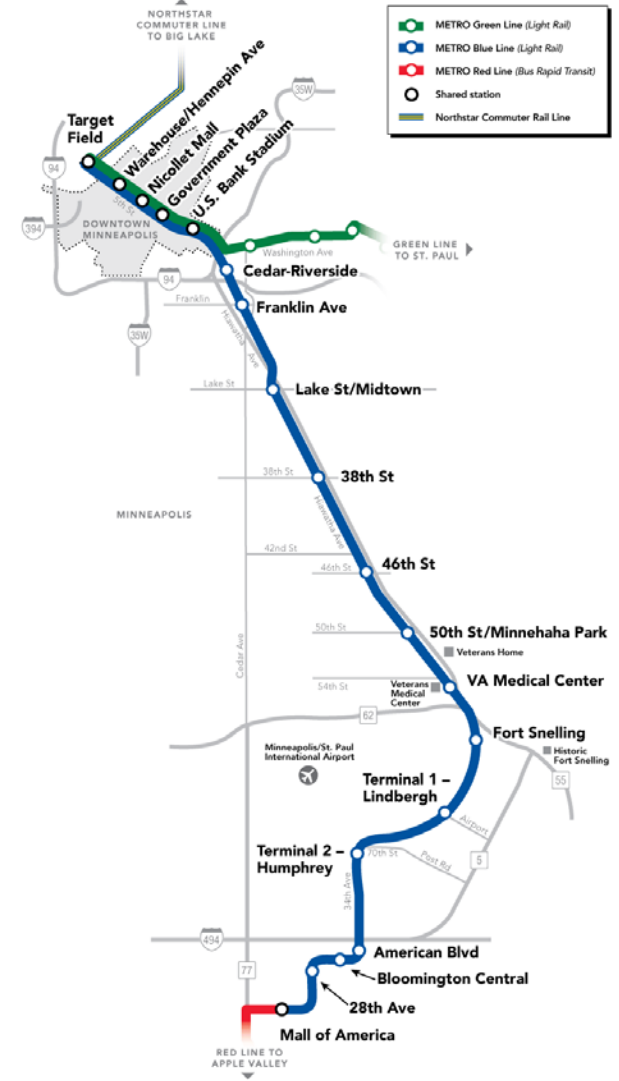 NORTHSTAR
COMMUTER LINE
TO BIG LAKE
METRO Green Line (Light Rail)
METRO Blue Line (Light Rail)
METRO Red Line (Bus Rapid Transit)
Shared station
Northstar Commuter Rail Line
35W
Target
Field
Warehouse/Hennepin Ave
Nicollet Mall
Government Plaza
U.S. Bank Stadium
94
5th St
394
DOWNTOWN
MINNEAPOLIS
Washington Ave
GREEN LINE
TO ST. PAUL
Cedar-Riverside
94
Franklin
Franklin Ave
35W
Hiawatha Ave
Lake St
Lake St/Midtown
38th St
38th St
Hiawatha Ave
MINNEAPOLIS
42nd St
46th St
46th St
50th St
50th St/Minnehaha Park
Veterans Home
Cedar Ave
54th St
Veterans
Medical
Center
VA Medical Center
62
Fort Snelling
Historic
Fort Snelling
55
Minneapolis/St. Paul
International Airport
Terminal 1 –
Lindbergh
Airport
Terminal 2 –
Humphrey
70th St
Post Rd
5
34th Ave
494
American Blvd
77
Bloomington Central
28th Ave
Mall of America
RED LINE TO
APPLE VALLEY